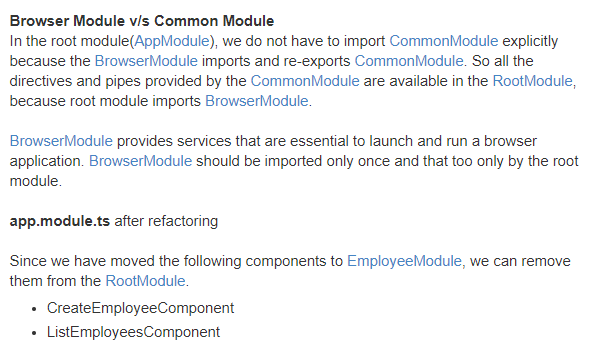 Browser Module v/s Common Module
In the root module(AppModule), we do not have to import CommonModule explicitly
because the BrowserModule imports and re-exports CommonModule. So all the
directives and pipes provided by the CommonModule are available in the RootModule,
because root module imports BrowserModule.
BrowserModule provides services that are essential to launch and run a browser
application. BrowserModule should be imported only once and that too only by the root
module.
app.module.ts after refactoring
Since we have moved the following components to EmployeeModule, we can remove
them from the RootModule.
• CreateEmployeeComponent
• ListEmployeesComponent